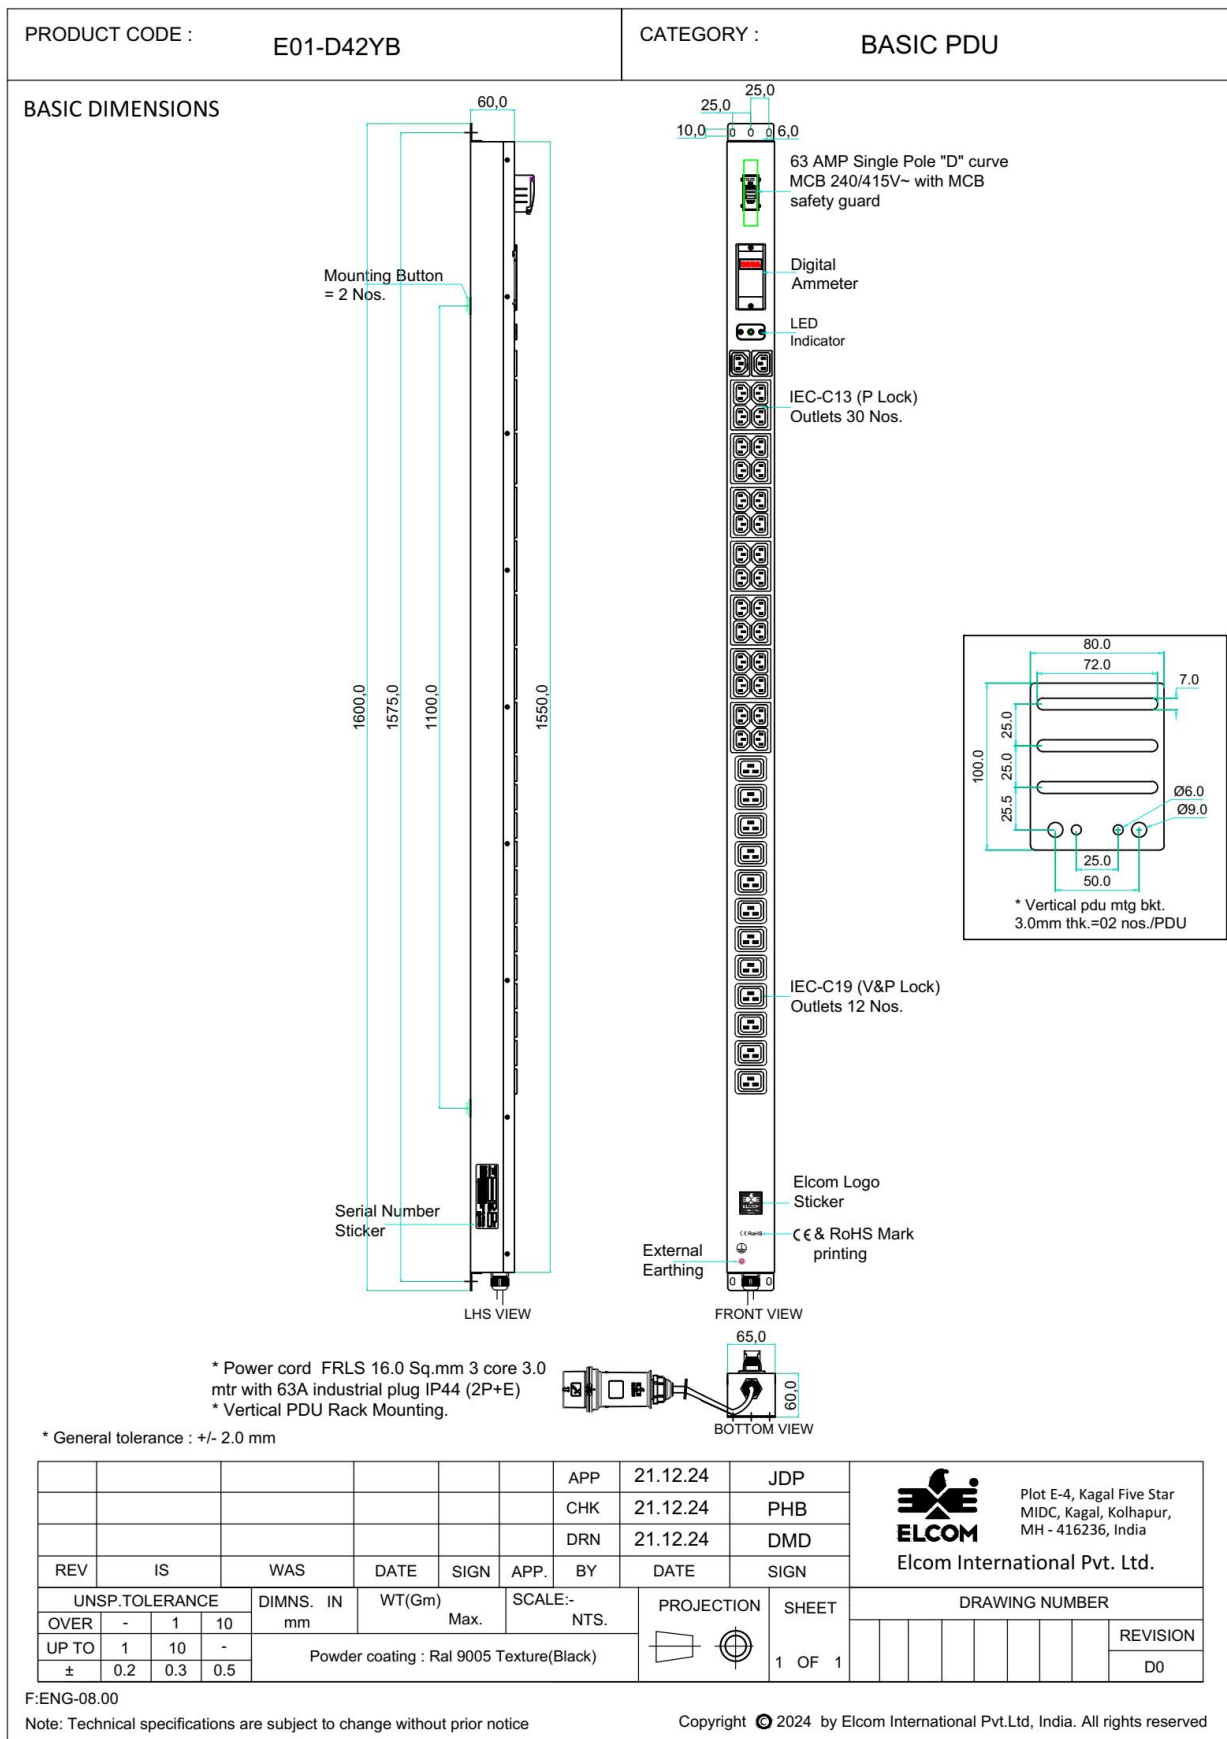 PRODUCT CODE :
E01-D42YB
CATEGORY :
BASIC PDU
BASIC DIMENSIONS
60,0
25,0
25,0
10,0
6,0
63 AMP Single Pole "D" curve
MCB 240/415V~ with MCB
safety guard
Mounting Button
= 2 Nos.
Digital
Ammeter
LED
Indicator
IEC-C13 (P Lock)
Outlets 30 Nos.
1600,0
1575,0
1100,0
1550,0
80.0
72.0
7.0
25.0
25.0
25.5
100.0
Ø6.0
Ø9.0
25.0
50.0
* Vertical pdu mtg bkt.
3.0mm thk.=02 nos./PDU
IEC-C19 (V&P Lock)
Outlets 12 Nos.
Serial Number
Sticker
Elcom Logo
Sticker
ELCOM
CE RoHS
CE & RoHS Mark
printing
External
Earthing
LHS VIEW
FRONT VIEW
65,0
60,0
BOTTOM VIEW
* Power cord FRLS 16.0 Sq.mm 3 core 3.0
mtr with 63A industrial plug IP44 (2P+E)
* Vertical PDU Rack Mounting.
* General tolerance : +/- 2.0 mm
APP 21.12.24 JDP
CHK 21.12.24 PHB
DRN 21.12.24 DMD
REV IS WAS DATE SIGN APP. BY DATE SIGN
ELCOM
Plot E-4, Kagal Five Star
MIDC, Kagal, Kolhapur,
MH - 416236, India
Elcom International Pvt. Ltd.
UNSP.TOLERANCE
OVER - 1 10
UP TO 1 10 -
± 0.2 0.3 0.5
DIMNS. IN
mm
WT(Gm)
Max.
SCALE:-
NTS.
Powder coating : Ral 9005 Texture(Black)
PROJECTION
SHEET
1 OF 1
DRAWING NUMBER
REVISION
D0
F:ENG-08.00
Note: Technical specifications are subject to change without prior notice
Copyright © 2024 by Elcom International Pvt.Ltd, India. All rights reserved